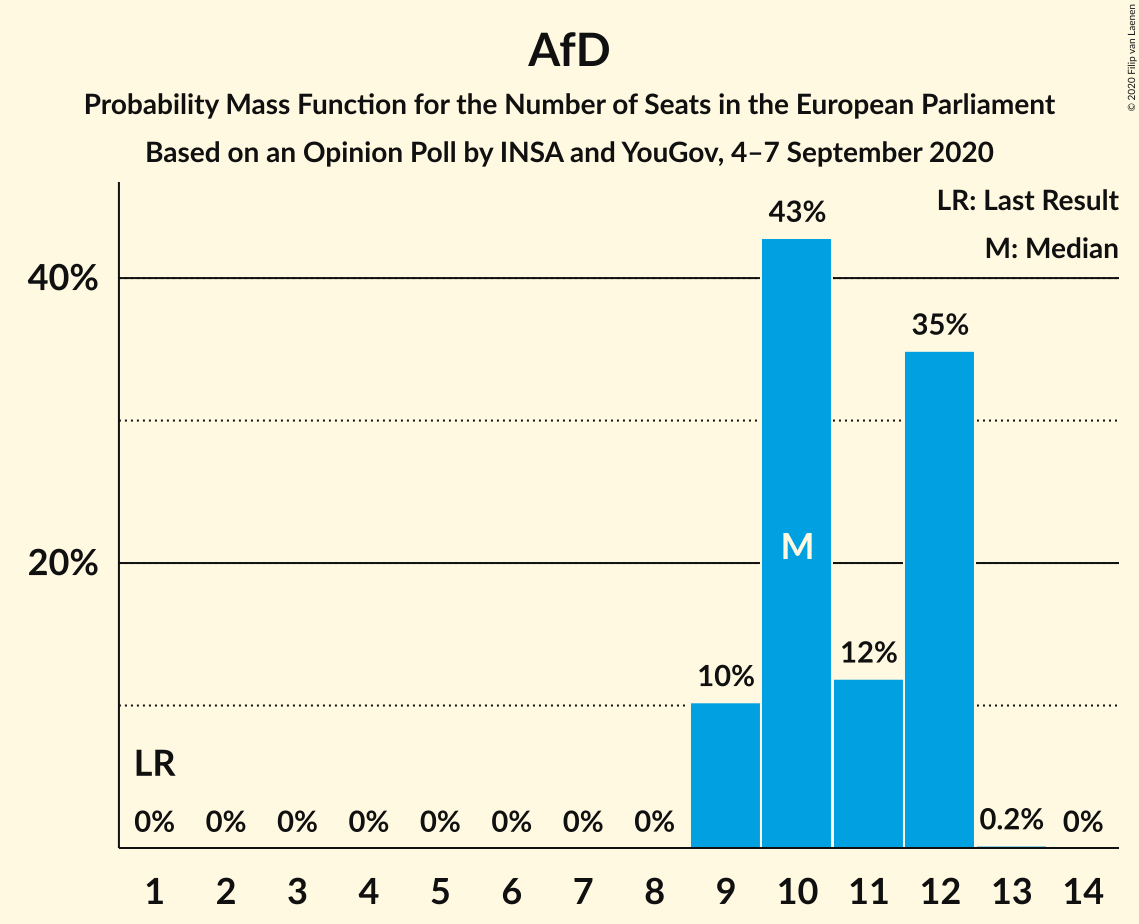 AfD
Probability Mass Function for the Number of Seats in the European Parliament
Based on an Opinion Poll by INSA and YouGov, 4–7 September 2020
© 2020 Filip van Laenen
LR: Last Result
M: Median
43%
40%
35%
M
20%
12%
10%
LR
0% 0% 0% 0% 0% 0% 0% 0% 0.2% 0%
1 2 3 4 5 6 7 8 9 10 11 12 13 14